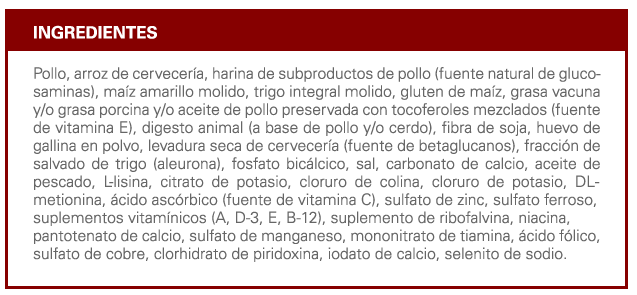 INGREDIENTES
Pollo, arroz de cervecería, harina de subproductos de pollo (fuente natural de gluco-
saminas), maíz amarillo molido, trigo integral molido, gluten de maíz, grasa vacuna
y/o grasa porcina y/o aceite de pollo preservada con tocoferoles mezclados (fuente
de vitamina E), digesto animal (a base de pollo y/o cerdo), fibra de soja, huevo de
gallina en polvo, levadura seca de cervecería (fuente de betaglucanos), fracción de
salvado de trigo (aleurona), fosfato bicálcico, sal, carbonato de calcio, aceite de
pescado, L-lisina, citrato de potasio, cloruro de colina, cloruro de potasio, DL-
metionina, ácido ascórbico (fuente de vitamina C), sulfato de zinc, sulfato ferroso,
suplementos vitamínicos (A, D-3, E, B-12), suplemento de ribofalvina, niacina,
pantotenato de calcio, sulfato de manganeso, mononitrato de tiamina, ácido fólico,
sulfato de cobre, clorhidrato de piridoxina, iodato de calcio, selenito de sodio.